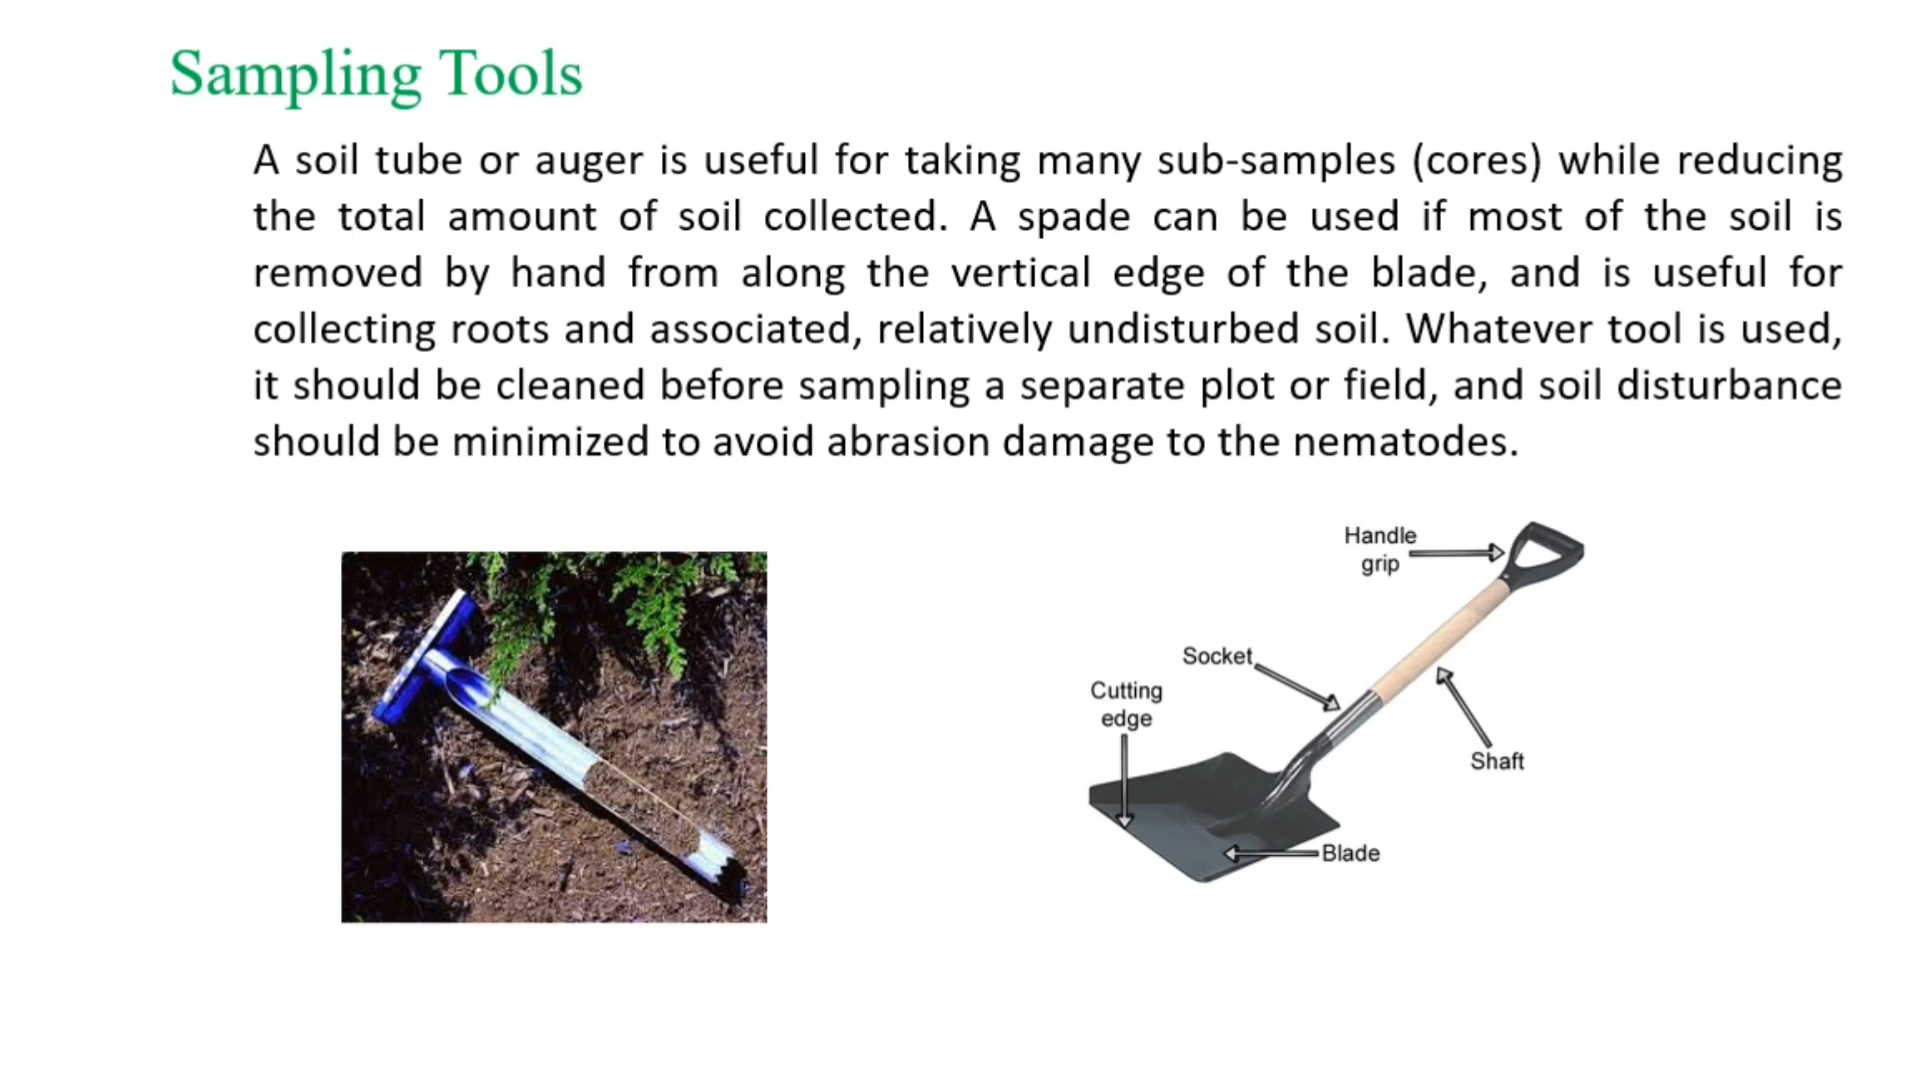 Sampling Tools
A soil tube or auger is useful for taking many sub-samples (cores) while reducing
the total amount of soil collected. A spade can be used if most of the soil is
removed by hand from along the vertical edge of the blade, and is useful for
collecting roots and associated, relatively undisturbed soil. Whatever tool is used,
it should be cleaned before sampling a separate plot or field, and soil disturbance
should be minimized to avoid abrasion damage to the nematodes.
Handle
grip
Socket
Cutting
edge
Shaft
Blade